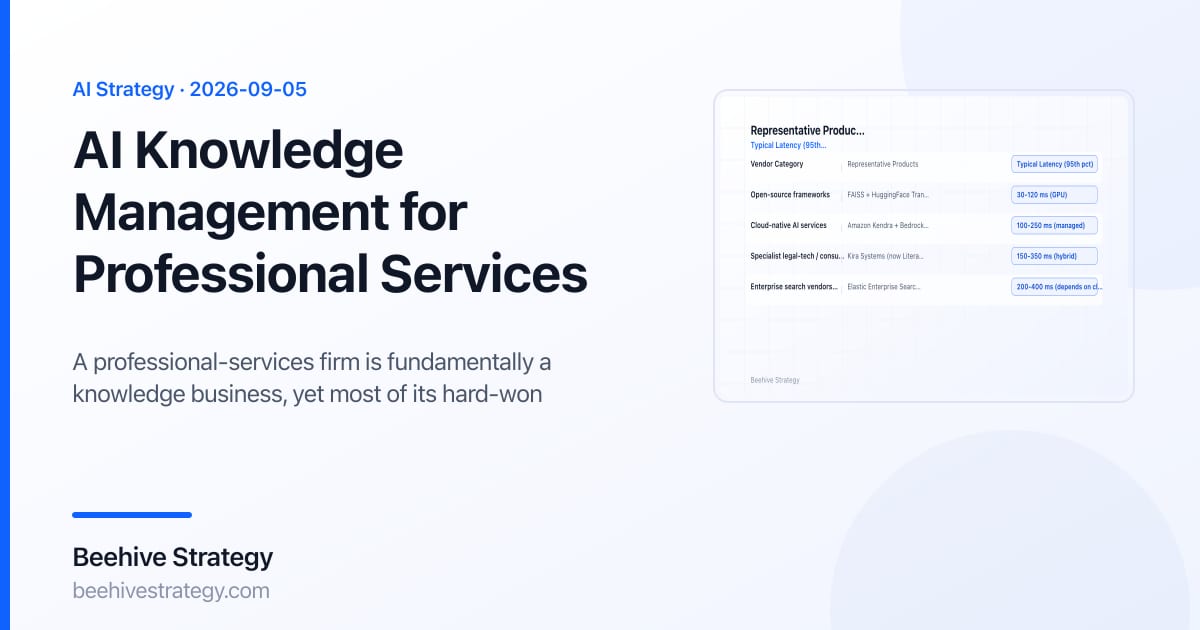 AI Strategy · 2026-09-05
AI Knowledge
Management for
Professional Services
A professional-services firm is fundamentally a
knowledge business, yet most of its hard-won
Beehive Strategy
beehivestrategy.com
Representative Produc...
Typical Latency (95th...
Vendor Category Representative Products Typical Latency (95th pct)
Open-source frameworks FAISS + HuggingFace Tran... 30-120 ms (GPU)
Cloud-native AI services Amazon Kendra + Bedrock... 100-250 ms (managed)
Specialist legal-tech / consu... Kira Systems (now Litera... 150-350 ms (hybrid)
Enterprise search vendors... Elastic Enterprise Searc... 200-400 ms (depends on cl...
Beehive Strategy